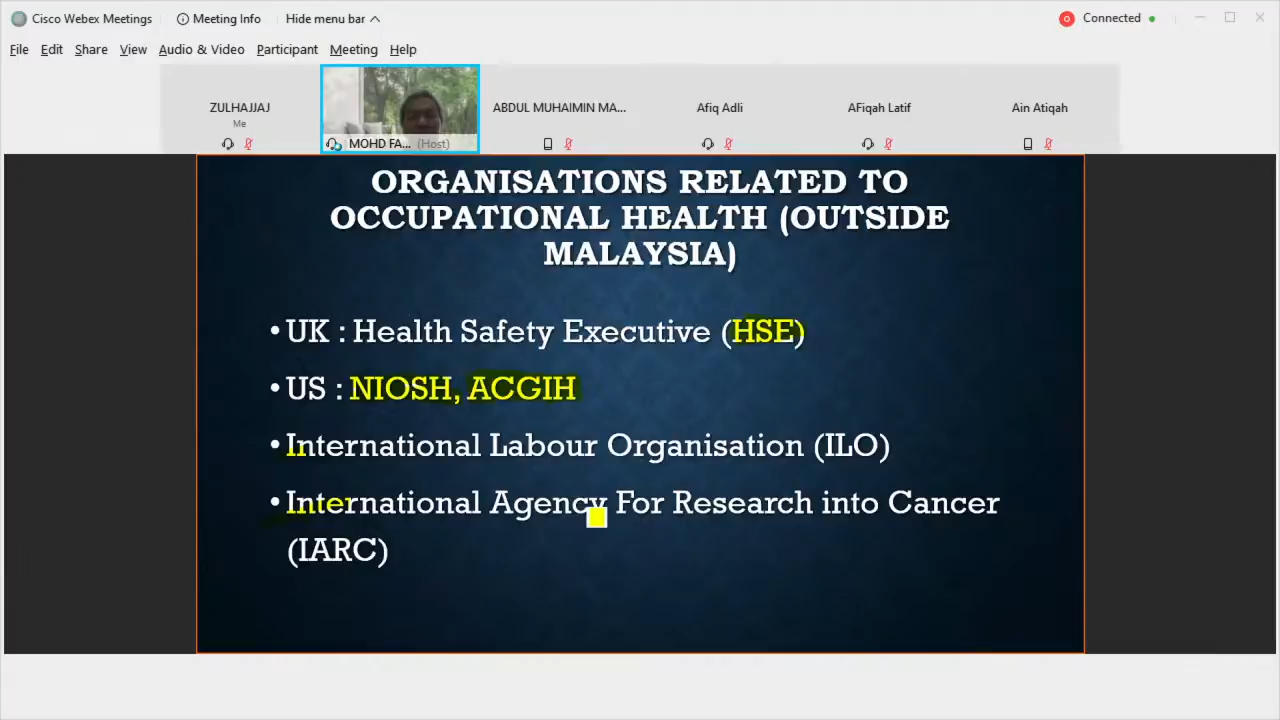 Cisco Webex Meetings
Meeting Info
Hide menu bar
Connected
File Edit Share View Audio & Video Participant Meeting Help
ZULHAJJAJ
Me
MOHD FA... (Host)
ABDUL MUHAIMIN MA...
Afiq Adli
AFiqah Latif
Ain Atiqah
ORGANISATIONS RELATED TO
OCCUPATIONAL HEALTH (OUTSIDE
MALAYSIA)
• UK : Health Safety Executive (HSE)
• US : NIOSH, ACGIH
• International Labour Organisation (ILO)
• International Agency For Research into Cancer
(IARC)